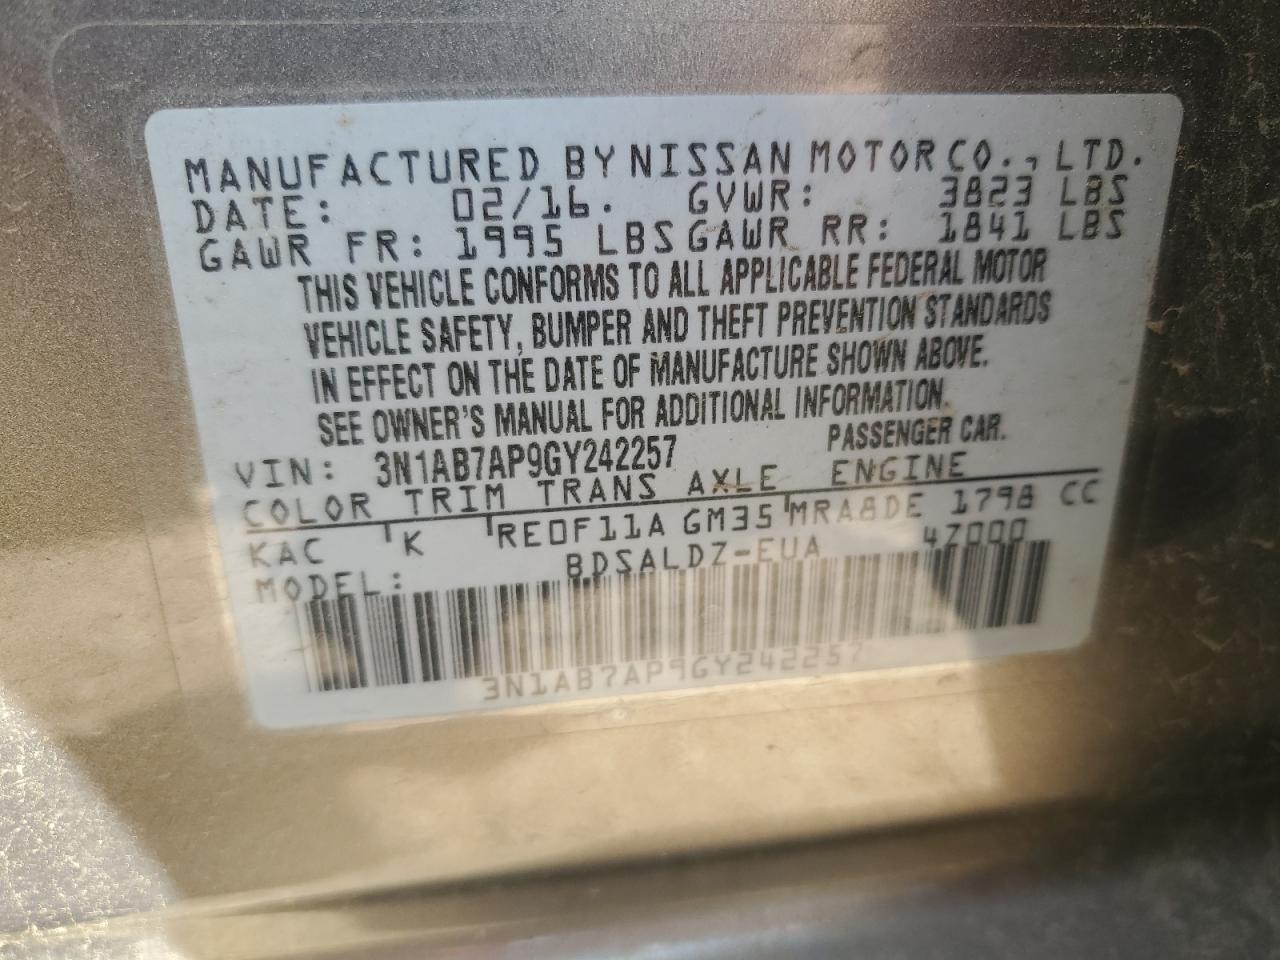 MANUFACTURED BY NISSAN MOTOR CO., LTD.
DATE: 02/16. GVWR: 3823 LBS
GAWR FR: 1995 LBS GAWR RR: 1841 LBS
THIS VEHICLE CONFORMS TO ALL APPLICABLE FEDERAL MOTOR
VEHICLE SAFETY, BUMPER AND THEFT PREVENTION STANDARDS
IN EFFECT ON THE DATE OF MANUFACTURE SHOWN ABOVE.
SEE OWNER'S MANUAL FOR ADDITIONAL INFORMATION.
VIN: 3N1AB7AP9GY242257 PASSENGER CAR.
COLOR TRIM TRANS AXLE ENGINE
KAC K RE0F11A GM35 MRA8DE 1798 CC
MODEL: BDSALDZ-EUA 47000
3N1AB7AP9GY242257